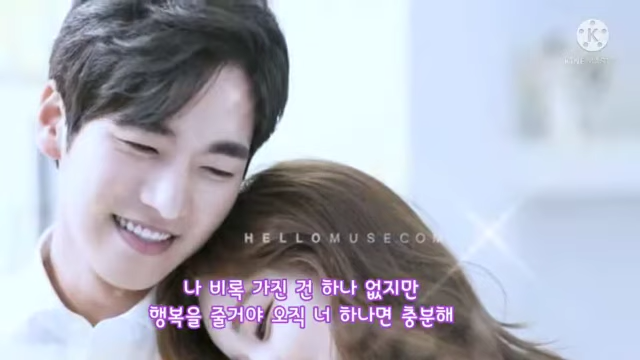 K
KINEMASTER
HELLOMUSE.COM
나 비록 가진 건 하나 없지만
행복을 줄거야 오직 너 하나면 충분해